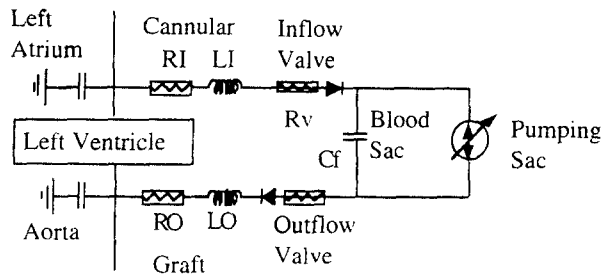 Left
Atrium
Cannular
RI LI
Inflow
Valve
Rv
Blood
Sac
Cf
Pumping
Sac
Left Ventricle
Aorta
RO LO
Outflow
Valve
Graft